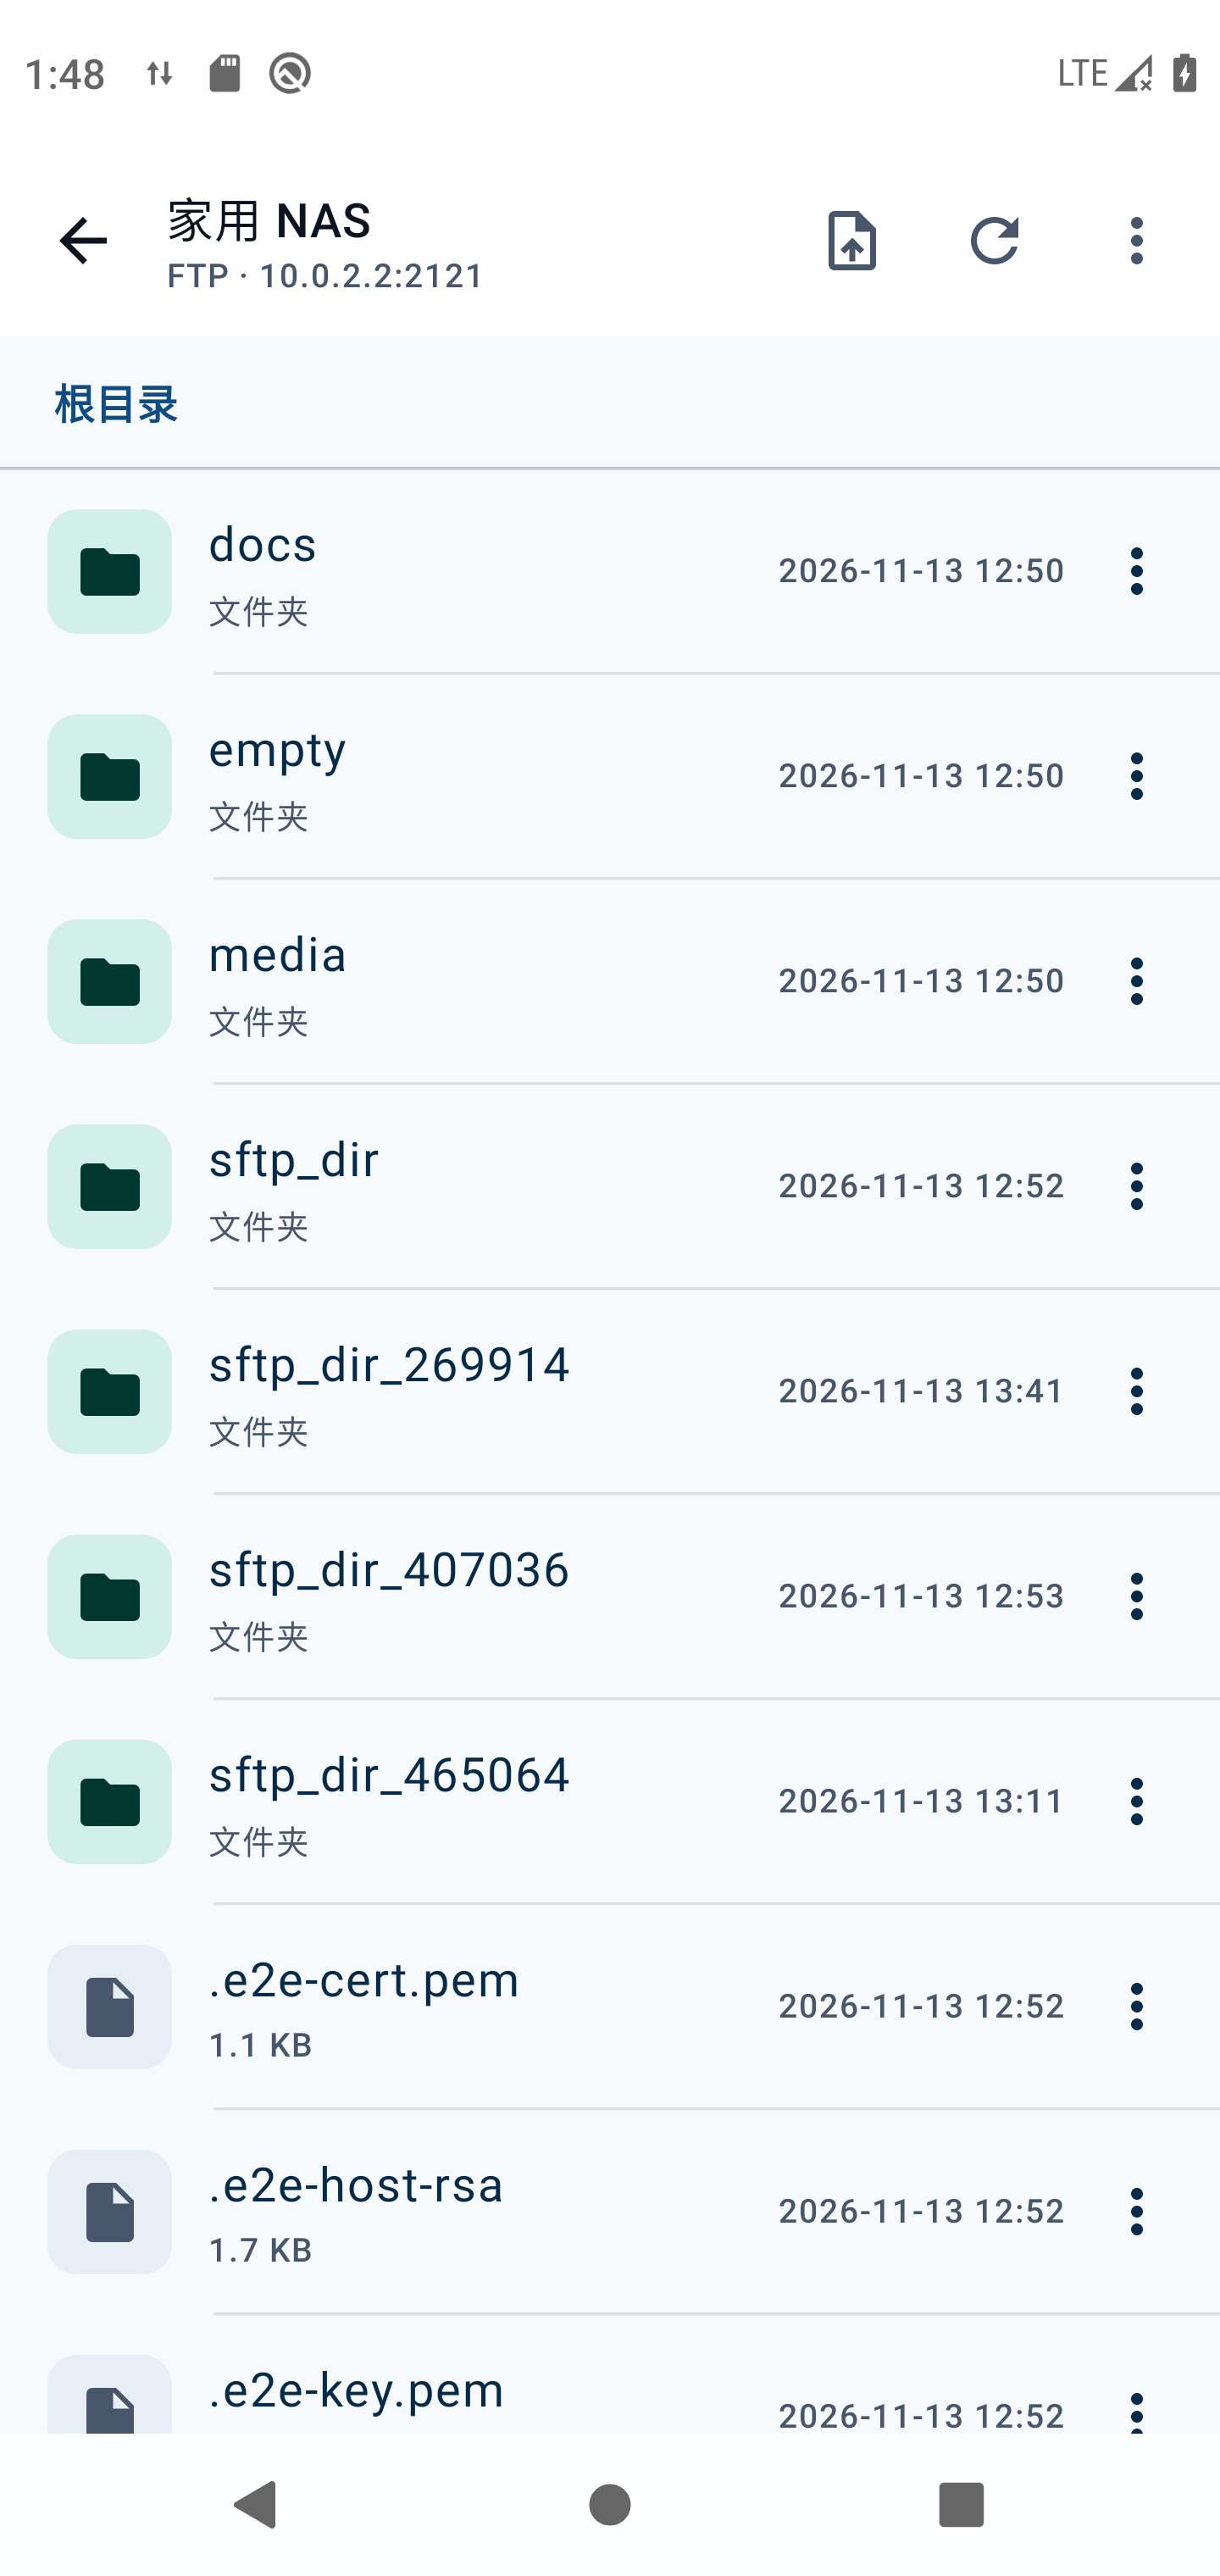 1:48
LTE
家用 NAS
FTP · 10.0.2.2:2121
根目录
docs
文件夹
2026-11-13 12:50
empty
文件夹
2026-11-13 12:50
media
文件夹
2026-11-13 12:50
sftp_dir
文件夹
2026-11-13 12:52
sftp_dir_269914
文件夹
2026-11-13 13:41
sftp_dir_407036
文件夹
2026-11-13 12:53
sftp_dir_465064
文件夹
2026-11-13 13:11
.e2e-cert.pem
1.1 KB
2026-11-13 12:52
.e2e-host-rsa
1.7 KB
2026-11-13 12:52
.e2e-key.pem
2026-11-13 12:52